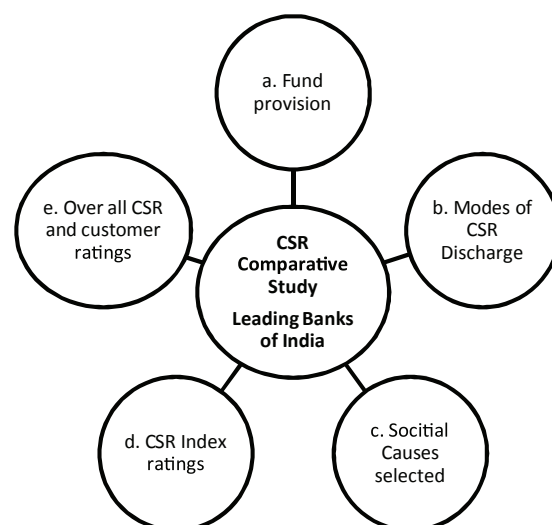 a. Fund
provision
b. Modes of
CSR
Discharge
c. Socitial
Causes
selected
d. CSR Index
ratings
e. Over all CSR
and customer
ratings
CSR
Comparative
Study
Leading Banks
of India